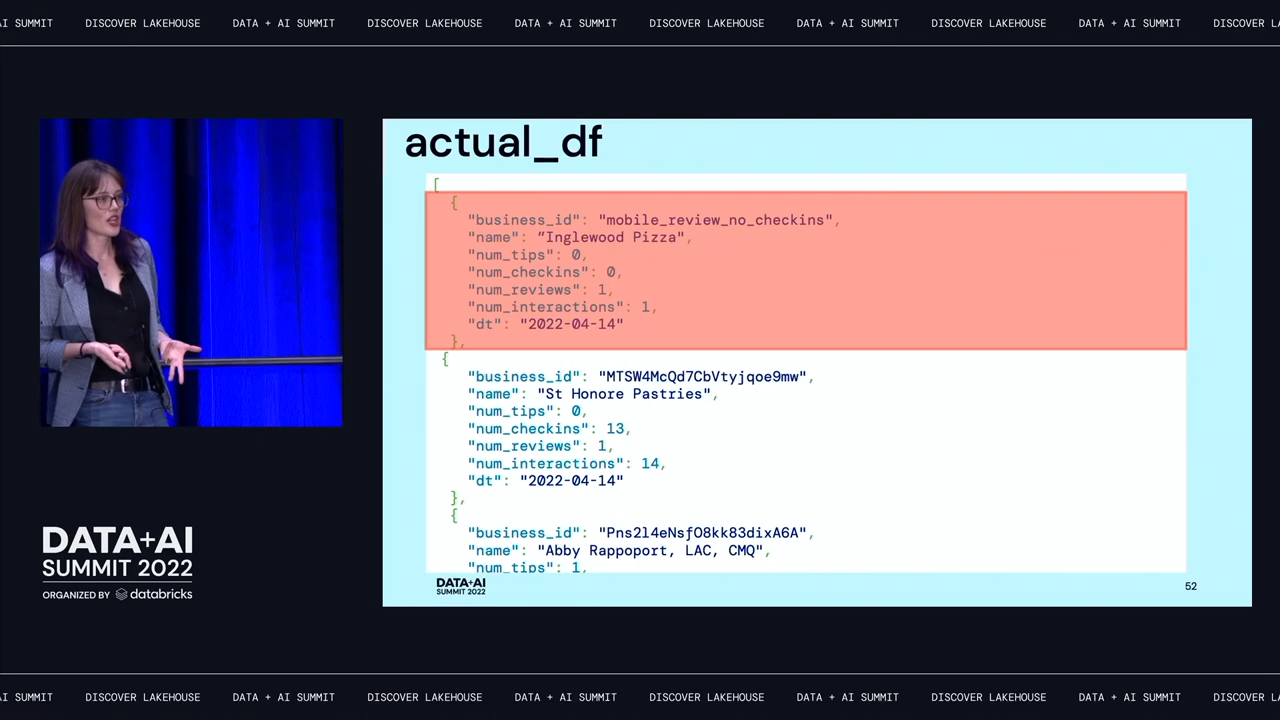 AI SUMMIT DISCOVER LAKEHOUSE DATA + AI SUMMIT DISCOVER LAKEHOUSE DATA + AI SUMMIT DISCOVER LAKEHOUSE DATA + AI SUMMIT DISCOVER LAKEHOUSE DATA + AI SUMMIT DISCOVER
actual_df
[
{
"business_id": "mobile_review_no_checkins",
"name": "Inglewood Pizza",
"num_tips": 0,
"num_checkins": 0,
"num_reviews": 1,
"num_interactions": 1,
"dt": "2022-04-14"
},
{
"business_id": "MTSW4McQd7CbVtyjqoe9mw",
"name": "St Honore Pastries",
"num_tips": 0,
"num_checkins": 13,
"num_reviews": 1,
"num_interactions": 14,
"dt": "2022-04-14"
},
{
"business_id": "Pns2l4eNsfO8kk83dixA6A",
"name": "Abby Rappoport, LAC, CMQ",
"num_tips": 1,
DATA+AI
SUMMIT 2022
52
DATA+AI
SUMMIT 2022
ORGANIZED BY databricks
AI SUMMIT DISCOVER LAKEHOUSE DATA + AI SUMMIT DISCOVER LAKEHOUSE DATA + AI SUMMIT DISCOVER LAKEHOUSE DATA + AI SUMMIT DISCOVER LAKEHOUSE DATA + AI SUMMIT DISCOVER